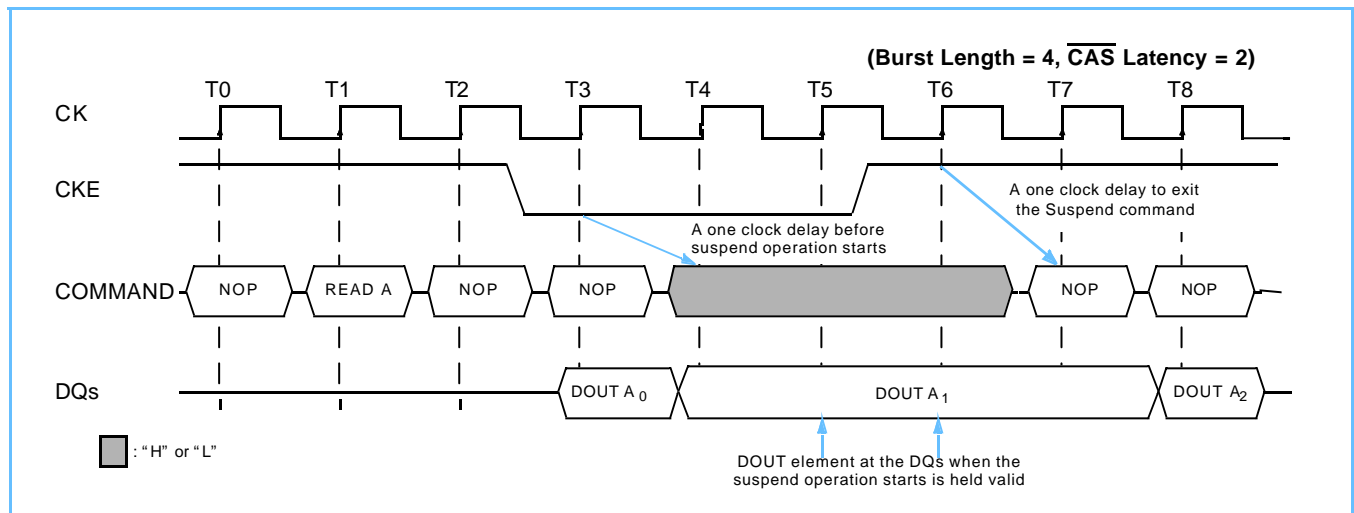 (Burst Length = 4, CAS Latency = 2)
T0 T1 T2 T3 T4 T5 T6 T7 T8
CK
CKE
A one clock delay to exit
the Suspend command
A one clock delay before
suspend operation starts
COMMAND NOP READ A NOP NOP NOP NOP
DQs DOUT A0 DOUT A1 DOUT A2
: “H” or “L”
DOUT element at the DQs when the
suspend operation starts is held valid